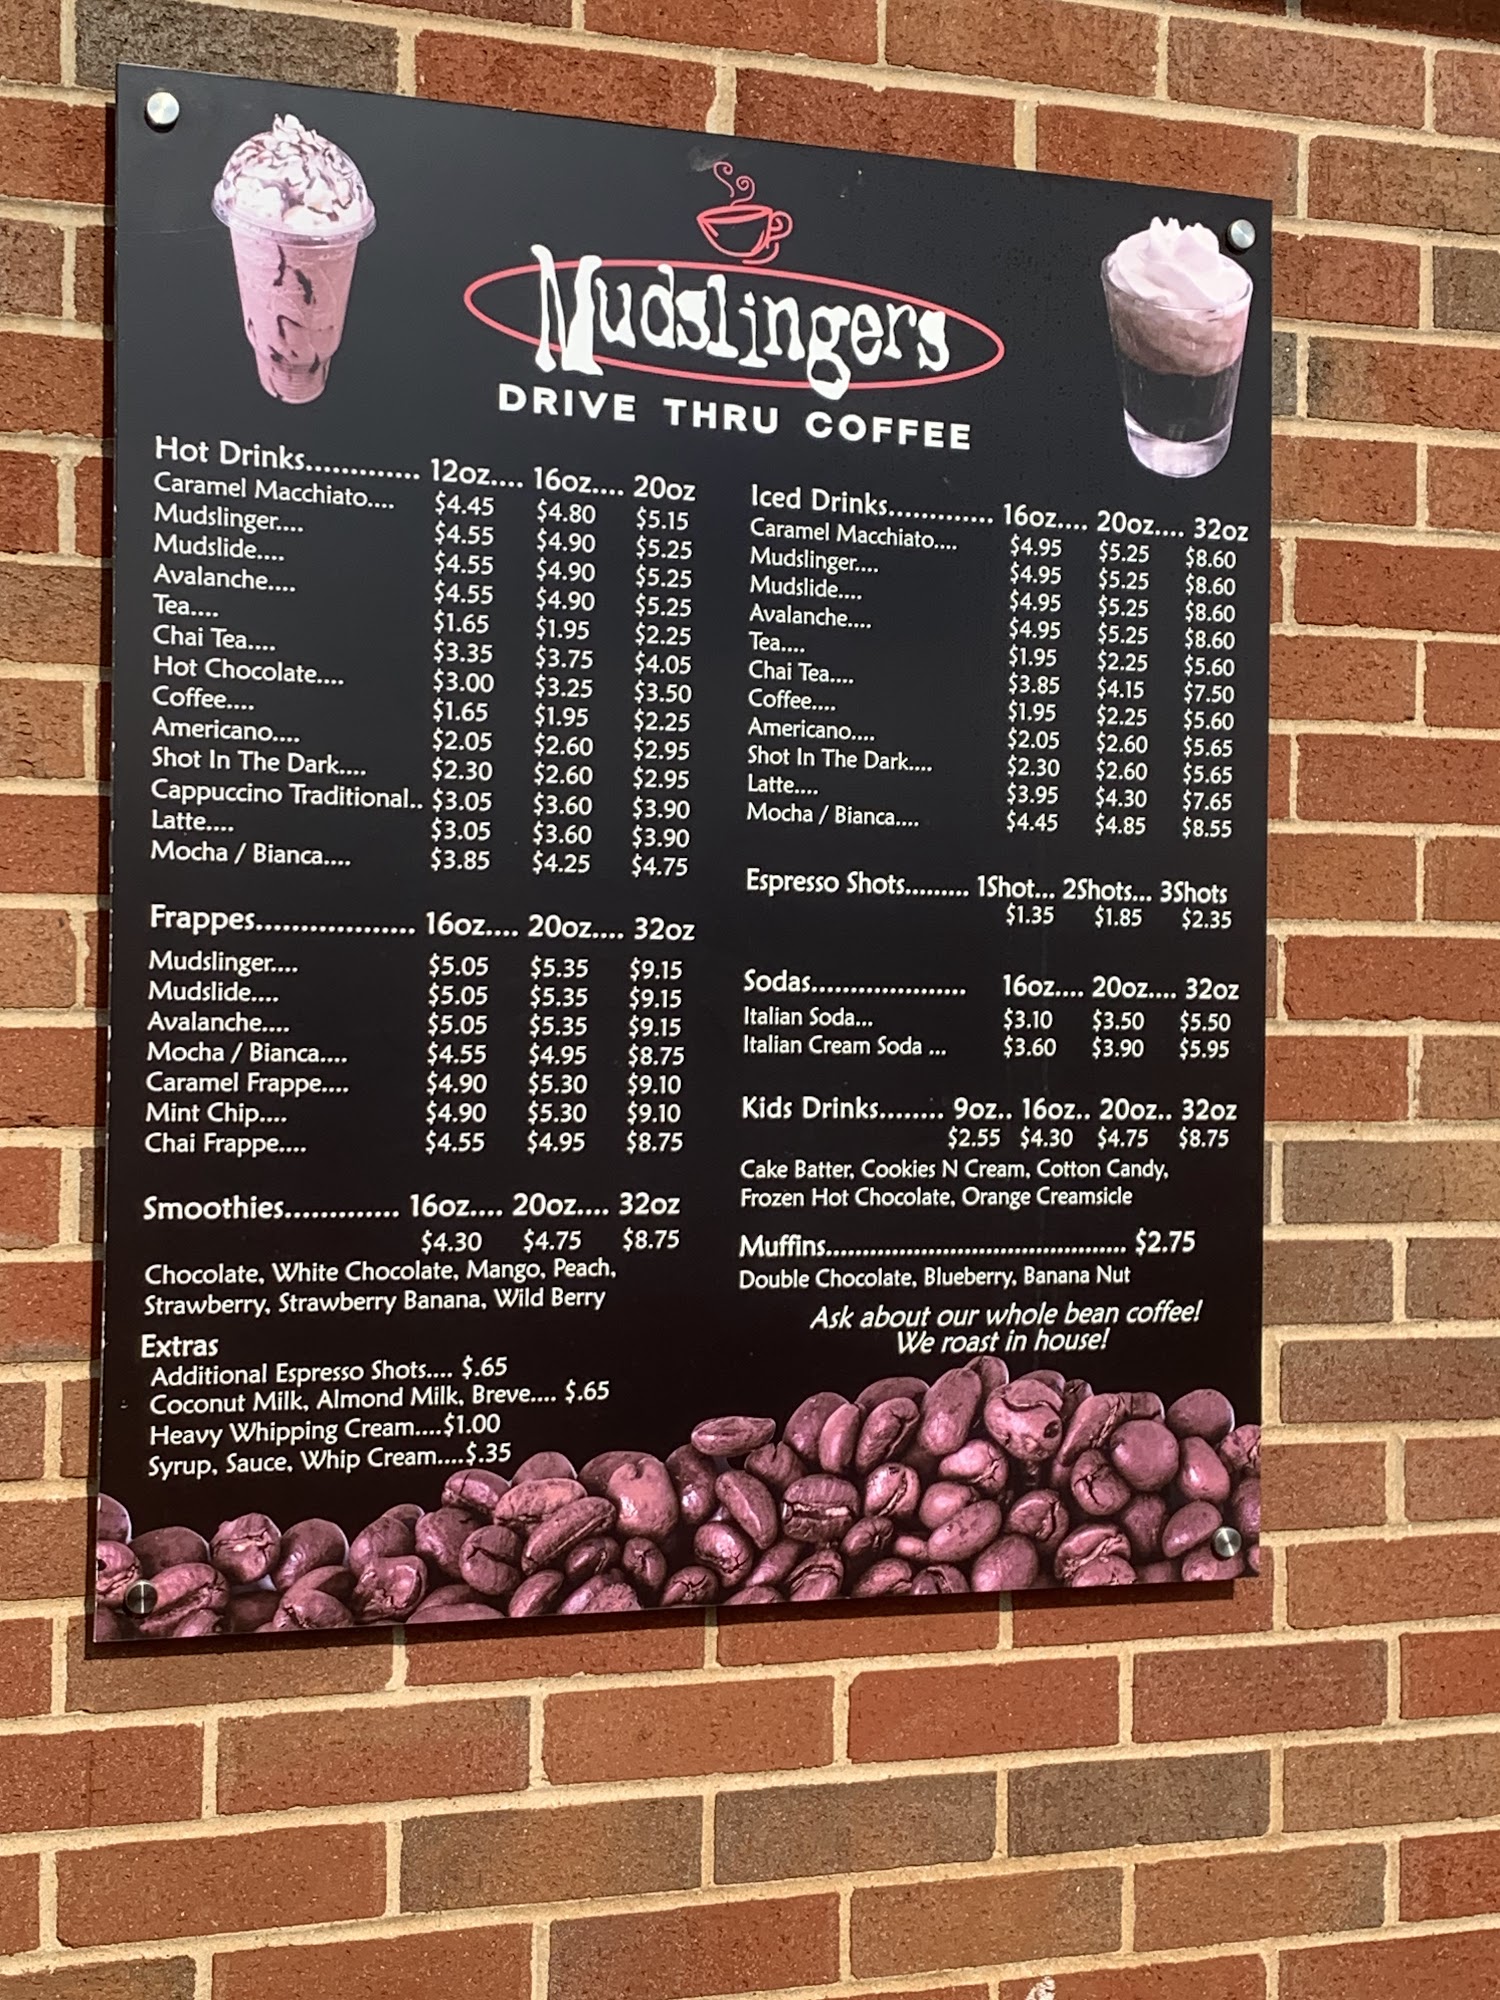 Mudslingers
DRIVE THRU COFFEE
Hot Drinks............. 12oz.... 16oz.... 20oz
Caramel Macchiato.... $4.45 $4.80 $5.15
Mudslinger.... $4.55 $4.90 $5.25
Mudslide.... $4.55 $4.90 $5.25
Avalanche.... $4.55 $4.90 $5.25
Tea.... $1.65 $1.95 $2.25
Chai Tea.... $3.35 $3.75 $4.05
Hot Chocolate.... $3.00 $3.25 $3.50
Coffee.... $1.65 $1.95 $2.25
Americano.... $2.05 $2.60 $2.95
Shot In The Dark.... $2.30 $2.60 $2.95
Cappuccino Traditional.. $3.05 $3.60 $3.90
Latte.... $3.05 $3.60 $3.90
Mocha / Bianca.... $3.85 $4.25 $4.75
Frappes.................. 16oz.... 20oz.... 32oz
Mudslinger.... $5.05 $5.35 $9.15
Mudslide.... $5.05 $5.35 $9.15
Avalanche.... $5.05 $5.35 $9.15
Mocha / Bianca.... $4.55 $4.95 $8.75
Caramel Frappe.... $4.90 $5.30 $9.10
Mint Chip.... $4.90 $5.30 $9.10
Chai Frappe.... $4.55 $4.95 $8.75
Smoothies............. 16oz.... 20oz.... 32oz
$4.30 $4.75 $8.75
Chocolate, White Chocolate, Mango, Peach,
Strawberry, Strawberry Banana, Wild Berry
Extras
Additional Espresso Shots.... $.65
Coconut Milk, Almond Milk, Breve.... $.65
Heavy Whipping Cream....$1.00
Syrup, Sauce, Whip Cream....$.35
Iced Drinks............. 16oz.... 20oz.... 32oz
Caramel Macchiato.... $4.95 $5.25 $8.60
Mudslinger.... $4.95 $5.25 $8.60
Mudslide.... $4.95 $5.25 $8.60
Avalanche.... $4.95 $5.25 $8.60
Tea.... $1.95 $2.25 $5.60
Chai Tea.... $3.85 $4.15 $7.50
Coffee.... $1.95 $2.25 $5.60
Americano.... $2.05 $2.60 $5.65
Shot In The Dark.... $2.30 $2.60 $5.65
Latte.... $3.95 $4.30 $7.65
Mocha / Bianca.... $4.45 $4.85 $8.55
Espresso Shots......... 1Shot... 2Shots... 3Shots
$1.35 $1.85 $2.35
Sodas.................... 16oz.... 20oz.... 32oz
Italian Soda... $3.10 $3.50 $5.50
Italian Cream Soda ... $3.60 $3.90 $5.95
Kids Drinks........ 9oz.. 16oz.. 20oz.. 32oz
$2.55 $4.30 $4.75 $8.75
Cake Batter, Cookies N Cream, Cotton Candy,
Frozen Hot Chocolate, Orange Creamsicle
Muffins............................................. $2.75
Double Chocolate, Blueberry, Banana Nut
Ask about our whole bean coffee!
We roast in house!